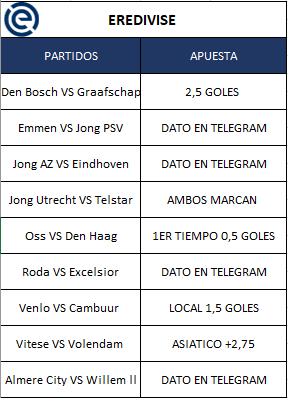 EREDIVISE
PARTIDOS APUESTA
Den Bosch VS Graafschap 2,5 GOLES
Emmen VS Jong PSV DATO EN TELEGRAM
Jong AZ VS Eindhoven DATO EN TELEGRAM
Jong Utrecht VS Telstar AMBOS MARCAN
Oss VS Den Haag 1ER TIEMPO 0,5 GOLES
Roda VS Excelsior DATO EN TELEGRAM
Venlo VS Cambuur LOCAL 1,5 GOLES
Vitese VS Volendam ASIATICO +2,75
Almere City VS Willem ll DATO EN TELEGRAM